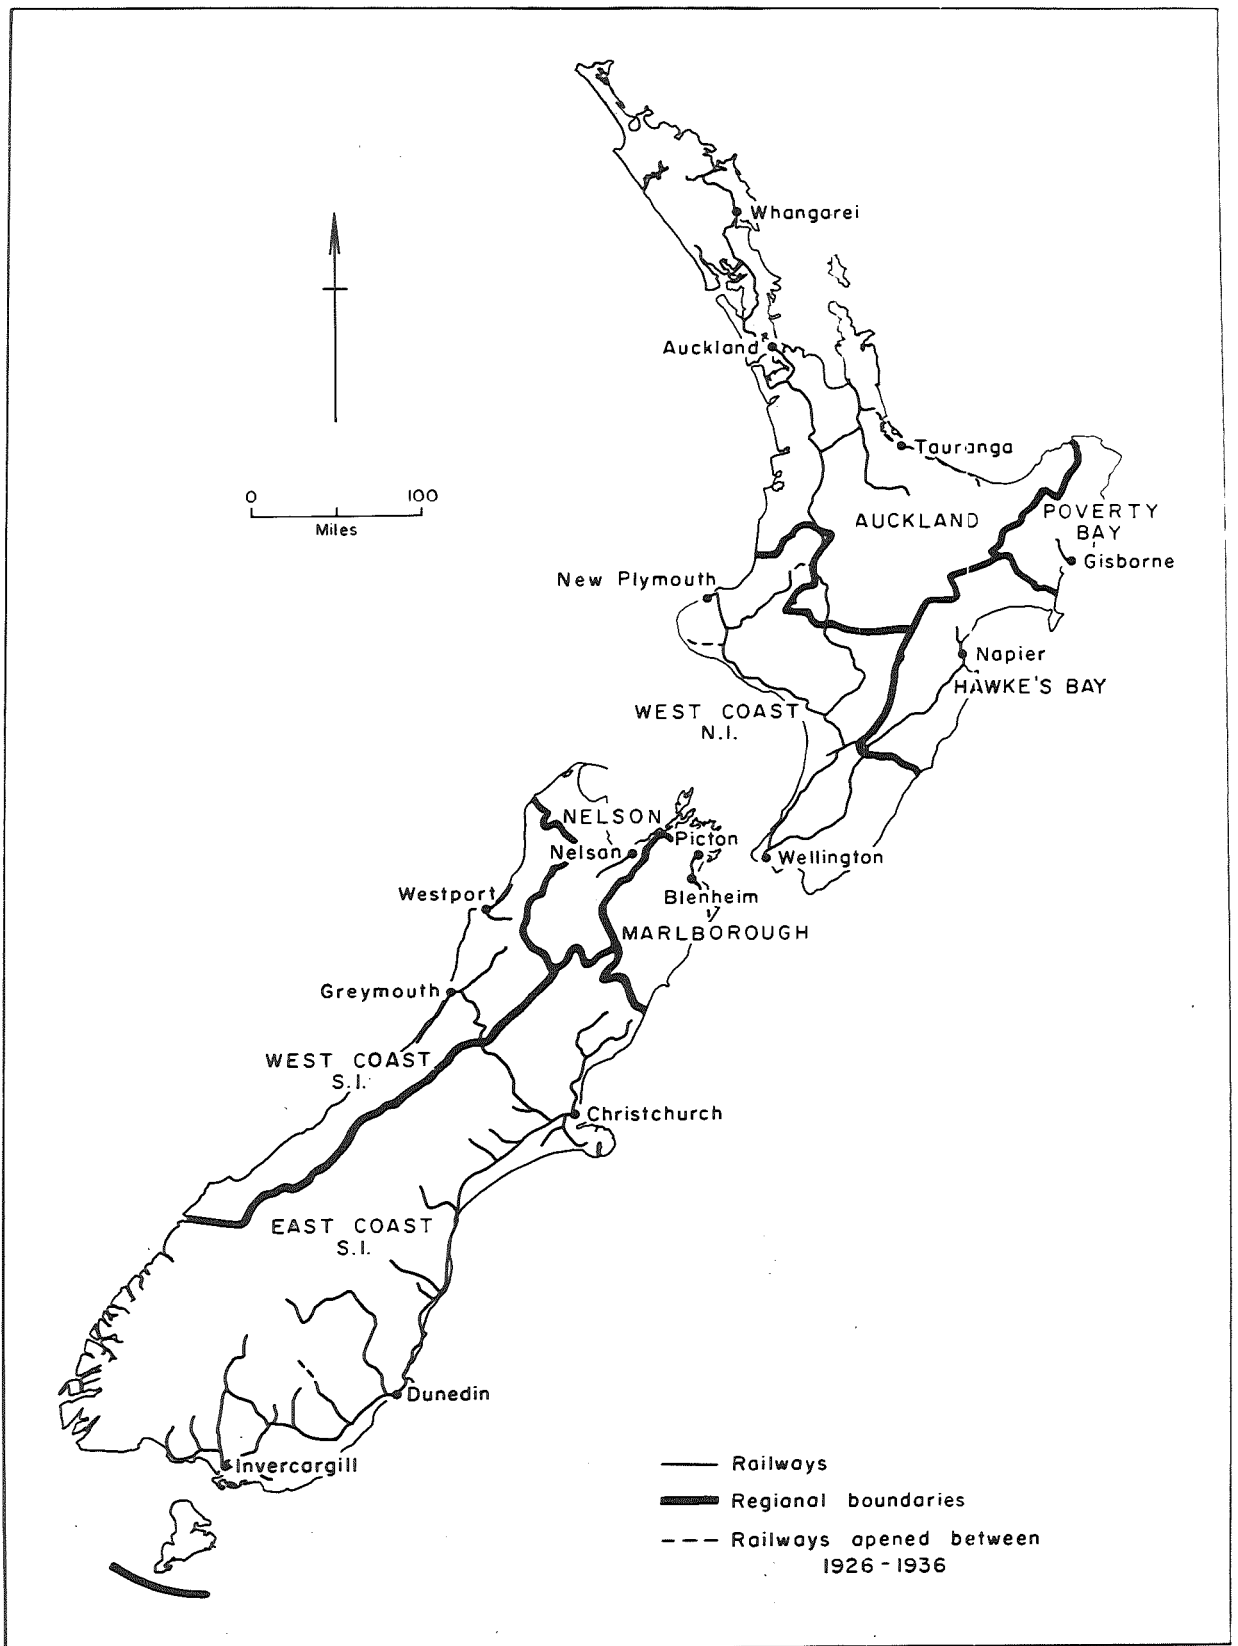 Whangarei
Auckland
Tauranga
0 100
Miles
AUCKLAND
POVERTY
BAY
Gisborne
New Plymouth
Napier
HAWKE'S BAY
WEST COAST
N.I.
NELSON
Picton
Nelson
Wellington
Westport
Blenheim
MARLBOROUGH
Greymouth
WEST COAST
S.I.
Christchurch
EAST COAST
S.I.
Dunedin
Invercargill
Railways
Regional boundaries
Railways opened between
1926-1936